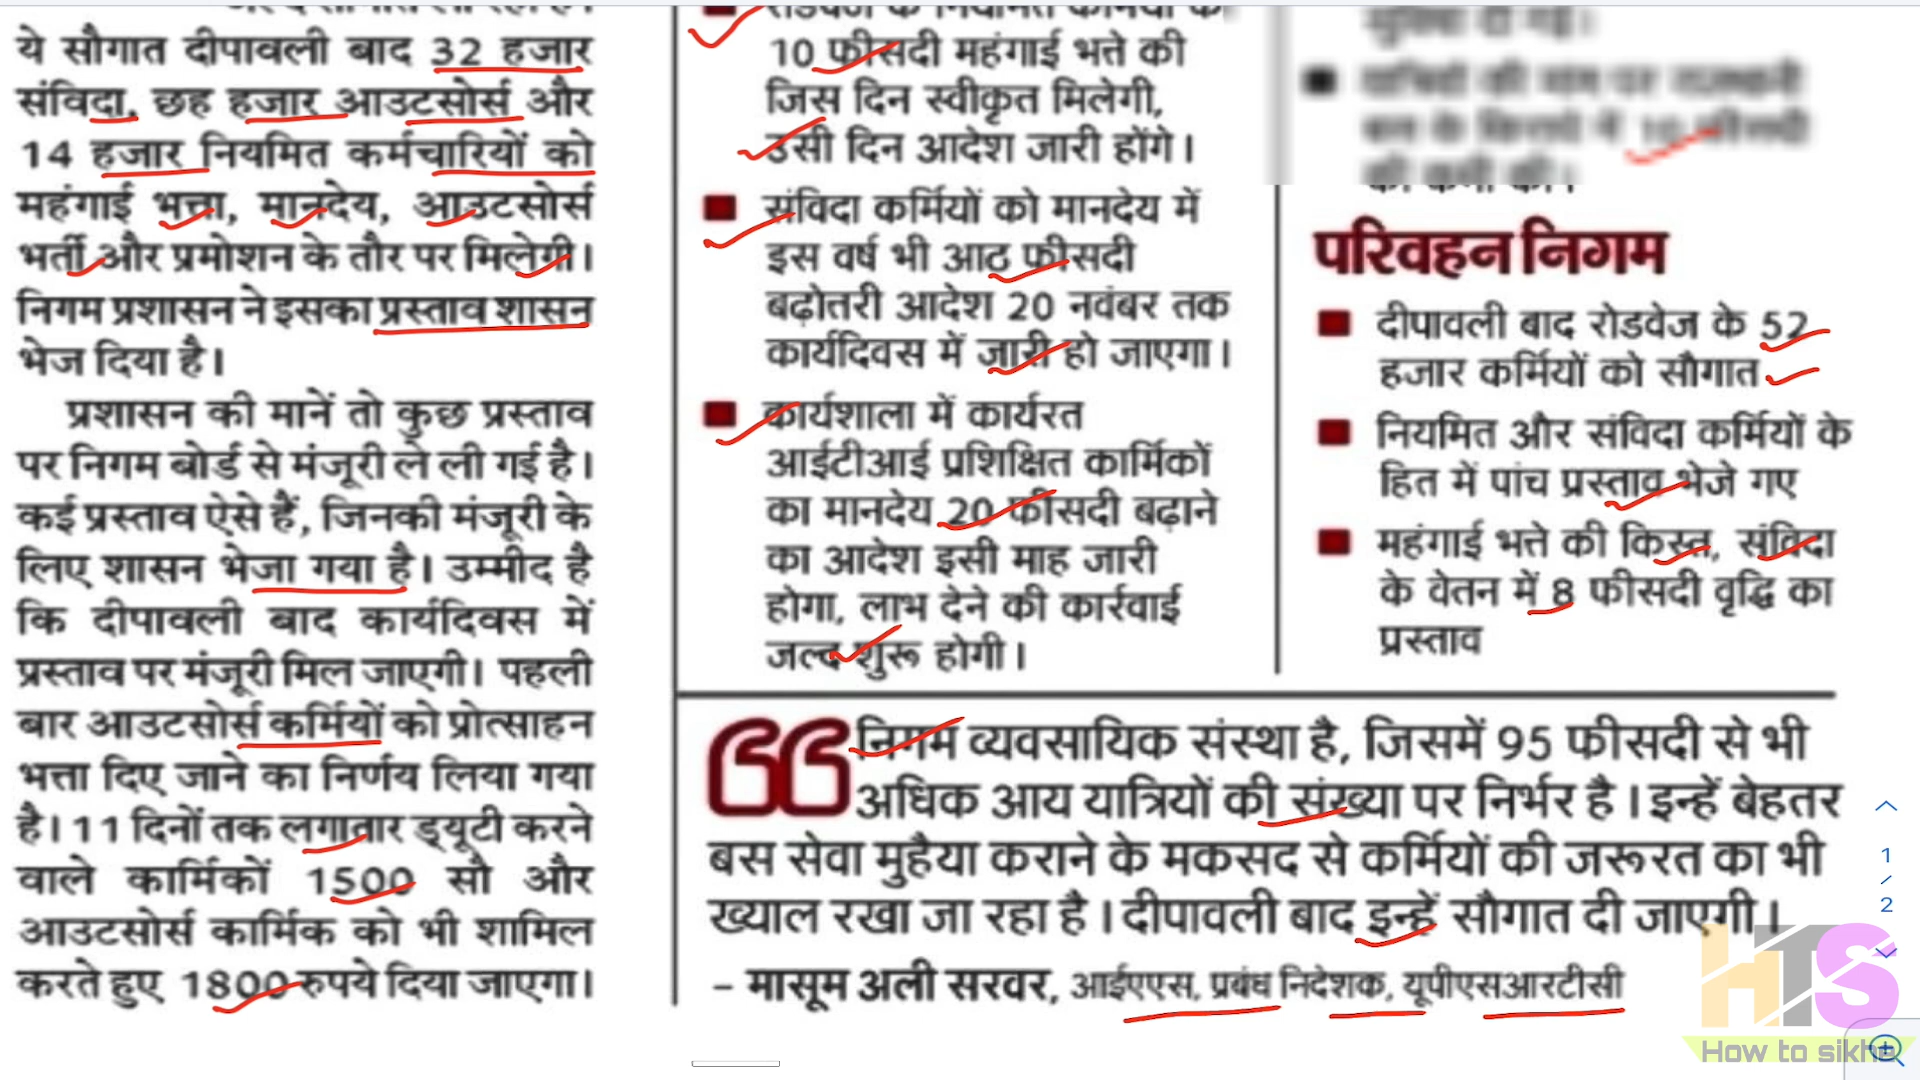 ये सौगात दीपावली बाद 32 हजार
संविदा, छह हजार आउटसोर्स और
14 हजार नियमित कर्मचारियों को
महंगाई भत्ता, मानदेय, आउटसोर्स
भर्ती और प्रमोशन के तौर पर मिलेगी।
निगम प्रशासन ने इसका प्रस्ताव शासन
भेज दिया है।
प्रशासन की मानें तो कुछ प्रस्ताव
पर निगम बोर्ड से मंजूरी ले ली गई है।
कई प्रस्ताव ऐसे हैं, जिनकी मंजूरी के
लिए शासन भेजा गया है। उम्मीद है
कि दीपावली बाद कार्यदिवस में
प्रस्ताव पर मंजूरी मिल जाएगी। पहली
बार आउटसोर्स कर्मियों को प्रोत्साहन
भत्ता दिए जाने का निर्णय लिया गया
है। 11 दिनों तक लगातार ड्यूटी करने
वाले कार्मिकों 1500 सौ और
आउटसोर्स कार्मिक को भी शामिल
करते हुए 1800 रुपये दिया जाएगा।
रोडवेज के नियमित कर्मियों को
10 फीसदी महंगाई भत्ते की
जिस दिन स्वीकृत मिलेगी,
उसी दिन आदेश जारी होंगे।
संविदा कर्मियों को मानदेय में
इस वर्ष भी आठ फीसदी
बढ़ोत्तरी आदेश 20 नवंबर तक
कार्यदिवस में जारी हो जाएगा।
कार्यशाला में कार्यरत
आईटीआई प्रशिक्षित कार्मिकों
का मानदेय 20 फीसदी बढ़ाने
का आदेश इसी माह जारी
होगा, लाभ देने की कार्रवाई
जल्द शुरू होगी।
की कमी की।
परिवहन निगम
दीपावली बाद रोडवेज के 52
हजार कर्मियों को सौगात
नियमित और संविदा कर्मियों के
हित में पांच प्रस्ताव भेजे गए
महंगाई भत्ते की किस्त, संविदा
के वेतन में 8 फीसदी वृद्धि का
प्रस्ताव
निगम व्यवसायिक संस्था है, जिसमें 95 फीसदी से भी
अधिक आय यात्रियों की संख्या पर निर्भर है। इन्हें बेहतर
बस सेवा मुहैया कराने के मकसद से कर्मियों की जरूरत का भी
ख्याल रखा जा रहा है। दीपावली बाद इन्हें सौगात दी जाएगी।
– मासूम अली सरवर, आईएएस, प्रबंध निदेशक, यूपीएसआरटीसी
1
/
2
HTS
How to sikhe